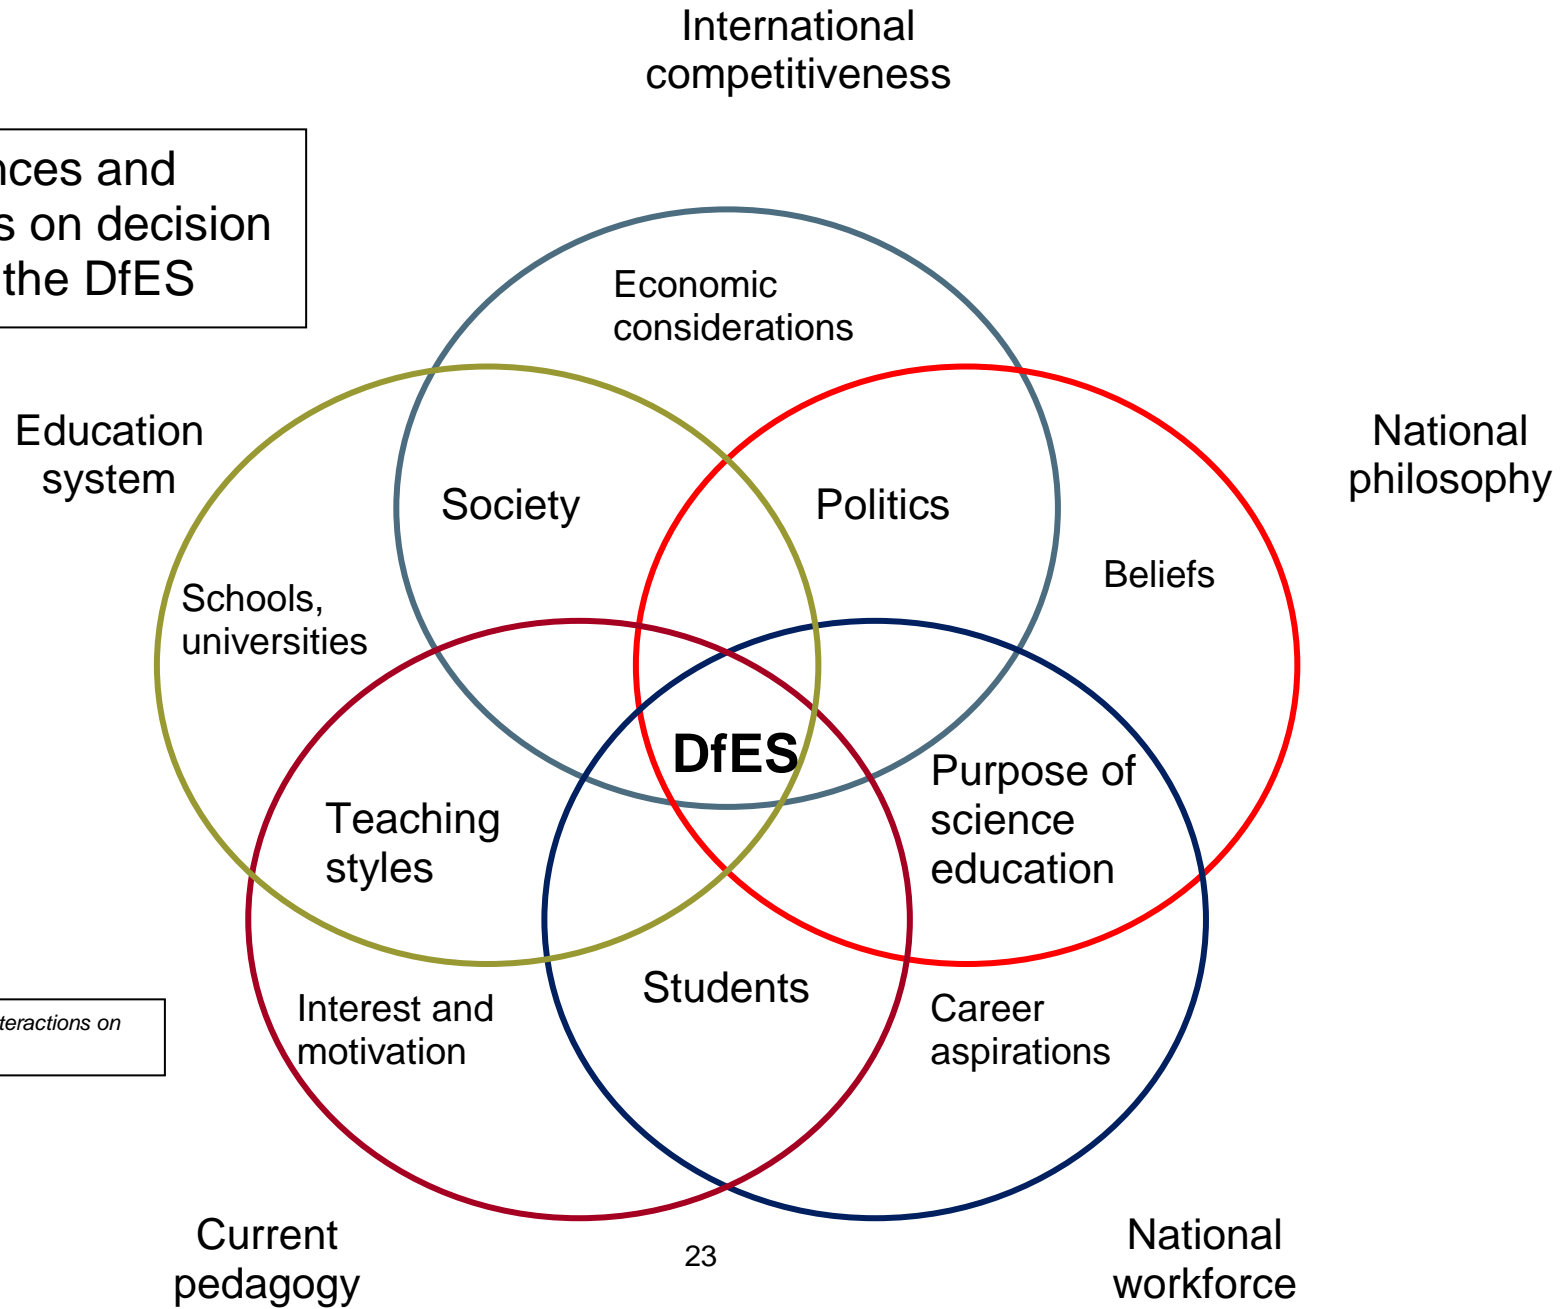 International
competitiveness
nces and
s on decision
the DfES
Economic
considerations
Education
system
National
philosophy
Society
Politics
Beliefs
Schools,
universities
DfES
Purpose of
science
education
Teaching
styles
Students
Interest and
motivation
Career
aspirations
teractions on
Current
pedagogy
23
National
workforce